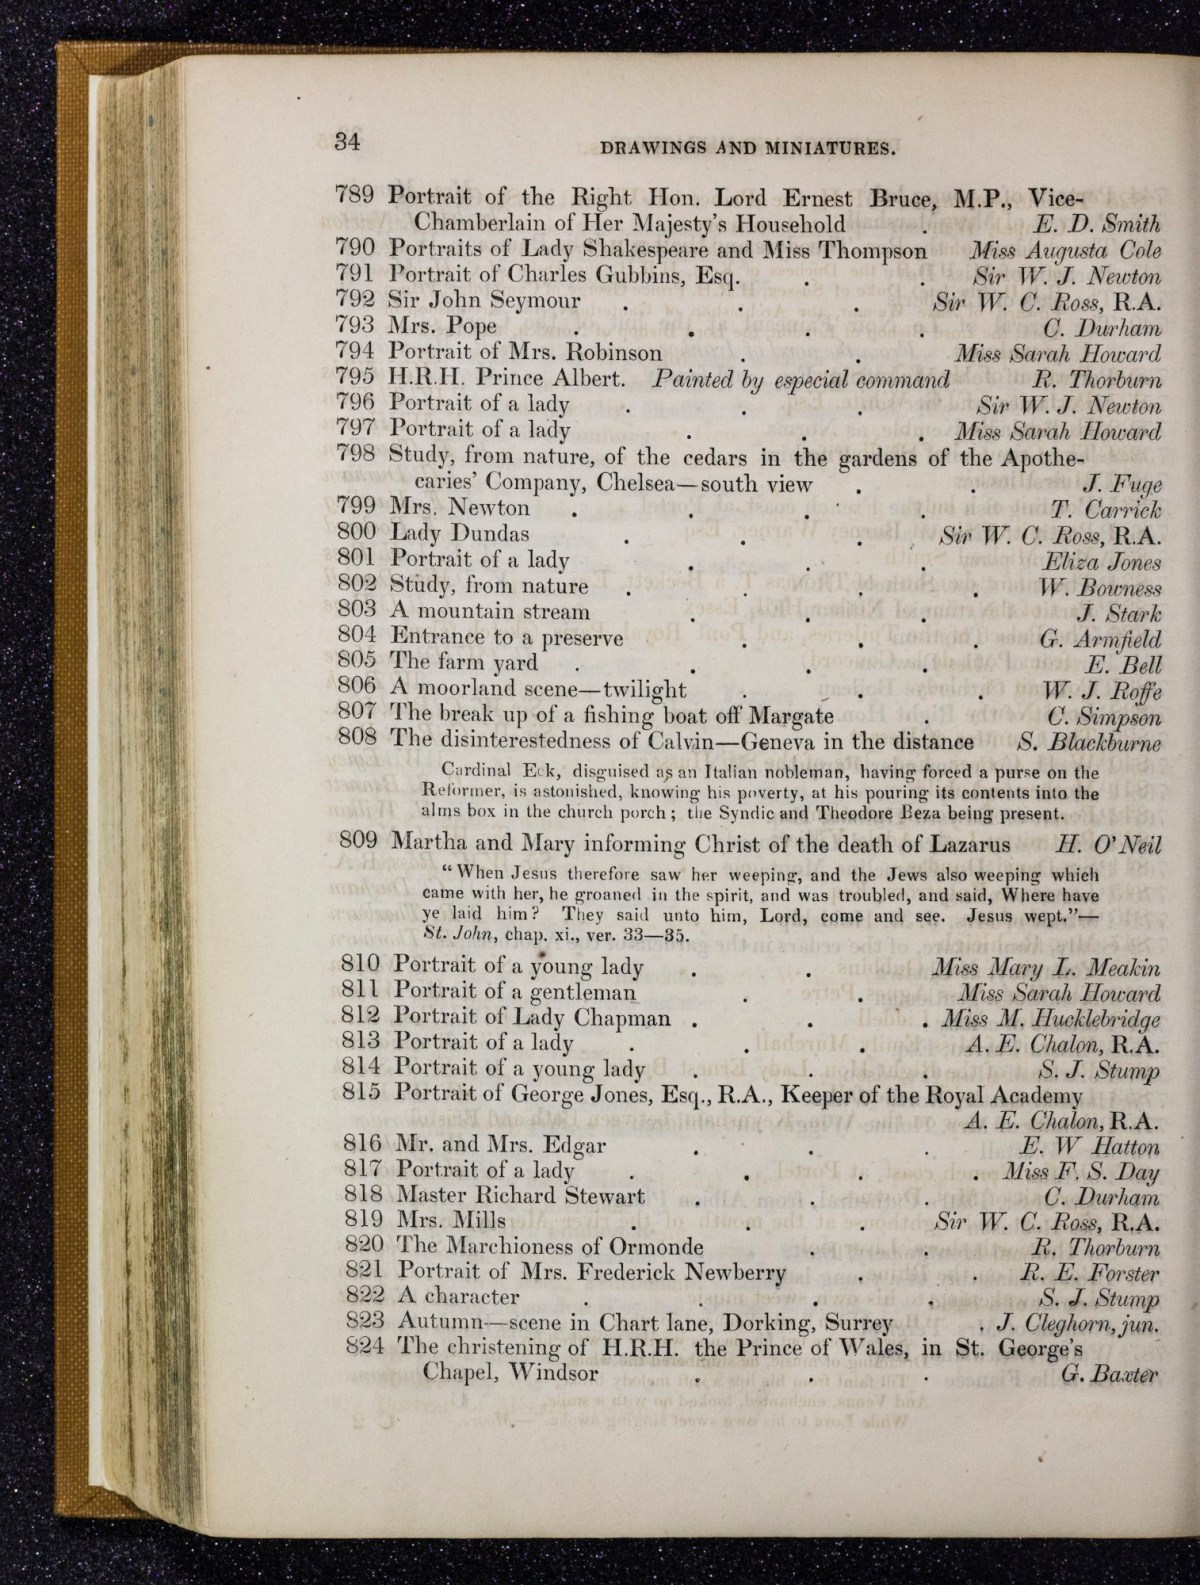 34
DRAWINGS AND MINIATURES.
789 Portrait of the Right Hon. Lord Ernest Bruce, M.P., Vice-
Chamberlain of Her Majesty's Household . E. D. Smith
790 Portraits of Lady Shakespeare and Miss Thompson Miss Augusta Cole
791 Portrait of Charles Gubbins, Esq. . . Sir W. J. Newton
792 Sir John Seymour . . . Sir W. C. Ross, R.A.
793 Mrs. Pope . . . . C. Durham
794 Portrait of Mrs. Robinson . . Miss Sarah Howard
795 H.R.H. Prince Albert. Painted by especial command R. Thorburn
796 Portrait of a lady . . . Sir W. J. Newton
797 Portrait of a lady . . . Miss Sarah Howard
798 Study, from nature, of the cedars in the gardens of the Apothe-
caries' Company, Chelsea—south view . . J. Fuge
799 Mrs. Newton . . . . T. Carrick
800 Lady Dundas . . . Sir W. C. Ross, R.A.
801 Portrait of a lady . . . Eliza Jones
802 Study, from nature . . . . W. Bowness
803 A mountain stream . . . J. Stark
804 Entrance to a preserve . . . G. Armfield
805 The farm yard . . . . E. Bell
806 A moorland scene—twilight . . . W. J. Roffe
807 The break up of a fishing boat off Margate . C. Simpson
808 The disinterestedness of Calvin—Geneva in the distance S. Blackburne
Cardinal Eck, disguised as an Italian nobleman, having forced a purse on the
Reformer, is astonished, knowing his poverty, at his pouring its contents into the
alms box in the church porch; the Syndic and Theodore Beza being present.
809 Martha and Mary informing Christ of the death of Lazarus H. O'Neil
"When Jesus therefore saw her weeping, and the Jews also weeping which
came with her, he groaned in the spirit, and was troubled, and said, Where have
ye laid him? They said unto him, Lord, come and see. Jesus wept."—
St. John, chap. xi., ver. 33—35.
810 Portrait of a young lady . . Miss Mary L. Meakin
811 Portrait of a gentleman . . Miss Sarah Howard
812 Portrait of Lady Chapman . . . Miss M. Hucklebridge
813 Portrait of a lady . . . A. E. Chalon, R.A.
814 Portrait of a young lady . . . S. J. Stump
815 Portrait of George Jones, Esq., R.A., Keeper of the Royal Academy
A. E. Chalon, R.A.
816 Mr. and Mrs. Edgar . . . E. W Hatton
817 Portrait of a lady . . . . Miss F. S. Day
818 Master Richard Stewart . . . C. Durham
819 Mrs. Mills . . . Sir W. C. Ross, R.A.
820 The Marchioness of Ormonde . . R. Thorburn
821 Portrait of Mrs. Frederick Newberry . . R. E. Forster
822 A character . . . . S. J. Stump
823 Autumn—scene in Chart lane, Dorking, Surrey . J. Cleghorn, jun.
824 The christening of H.R.H. the Prince of Wales, in St. George's
Chapel, Windsor . . . G. Baxter